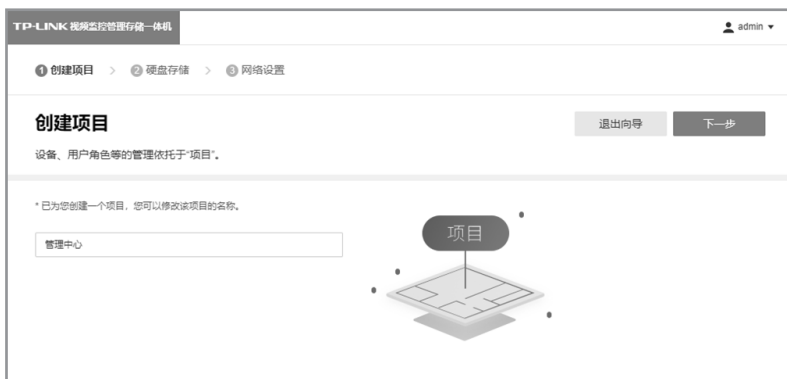 TP-LINK 视频监控管理存储一体机
admin
1 创建项目 > 2 硬盘存储 > 3 网络设置
创建项目
退出向导
下一步
设备、用户角色等的管理依托于“项目”。
* 已为您创建一个项目，您可以修改该项目的名称。
管理中心
项目